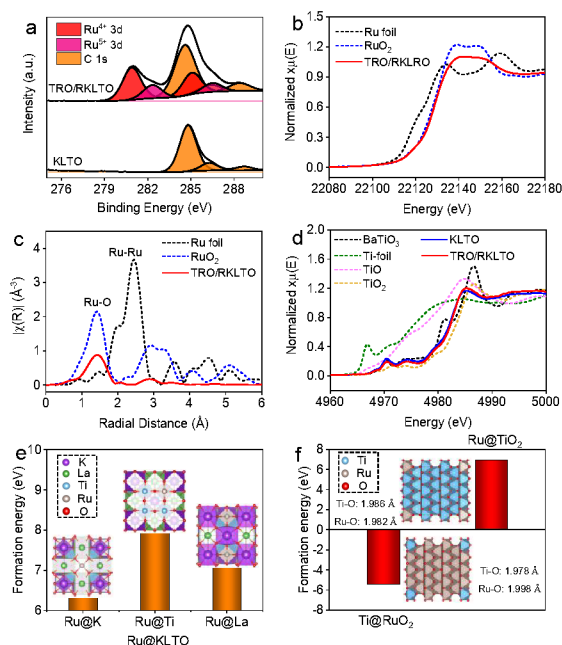 a
Ru4+ 3d
Ru5+ 3d
C 1s
TRO/RKLTO
KLTO
Intensity (a.u.)
276 279 282 285 288
Binding Energy (eV)
b
Ru foil
RuO2
TRO/RKLRO
Normalized xμ(E)
1.2
0.9
0.6
0.3
0.0
22080 22100 22120 22140 22160 22180
Energy (eV)
c
Ru-Ru
Ru-O
Ru foil
RuO2
TRO/RKLTO
|χ(R)| (Å-3)
4
3
2
1
0
0 1 2 3 4 5 6
Radial Distance (Å)
d
BaTiO3
Ti-foil
TiO
TiO2
KLTO
TRO/RKLTO
Normalized xμ(E)
1.8
1.2
0.6
0.0
4960 4970 4980 4990 5000
Energy (eV)
e
K
La
Ti
Ru
O
Formation energy (eV)
10
9
8
7
6
Ru@K Ru@Ti Ru@La
Ru@KLTO
f
Ru@TiO2
Ti
Ru
O
Ti-O: 1.986 Å
Ru-O: 1.982 Å
Ti-O: 1.978 Å
Ru-O: 1.998 Å
Formation energy (eV)
8
6
4
2
0
-2
-4
-6
-8
Ti@RuO2